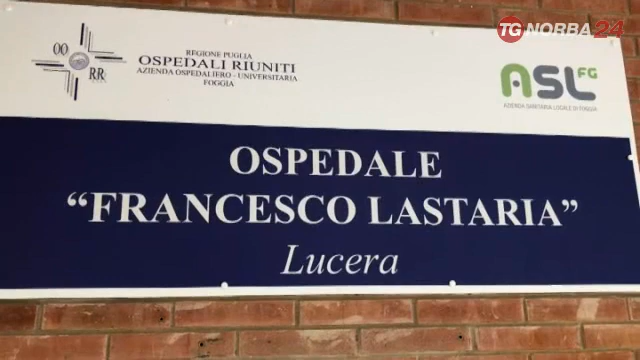 TG NORBA 24
OO
RR
REGIONE PUGLIA
OSPEDALI RIUNITI
AZIENDA OSPEDALIERO - UNIVERSITARIA
FOGGIA
ASL FG
AZIENDA SANITARIA LOCALE DI FOGGIA
OSPEDALE
“FRANCESCO LASTARIA”
Lucera